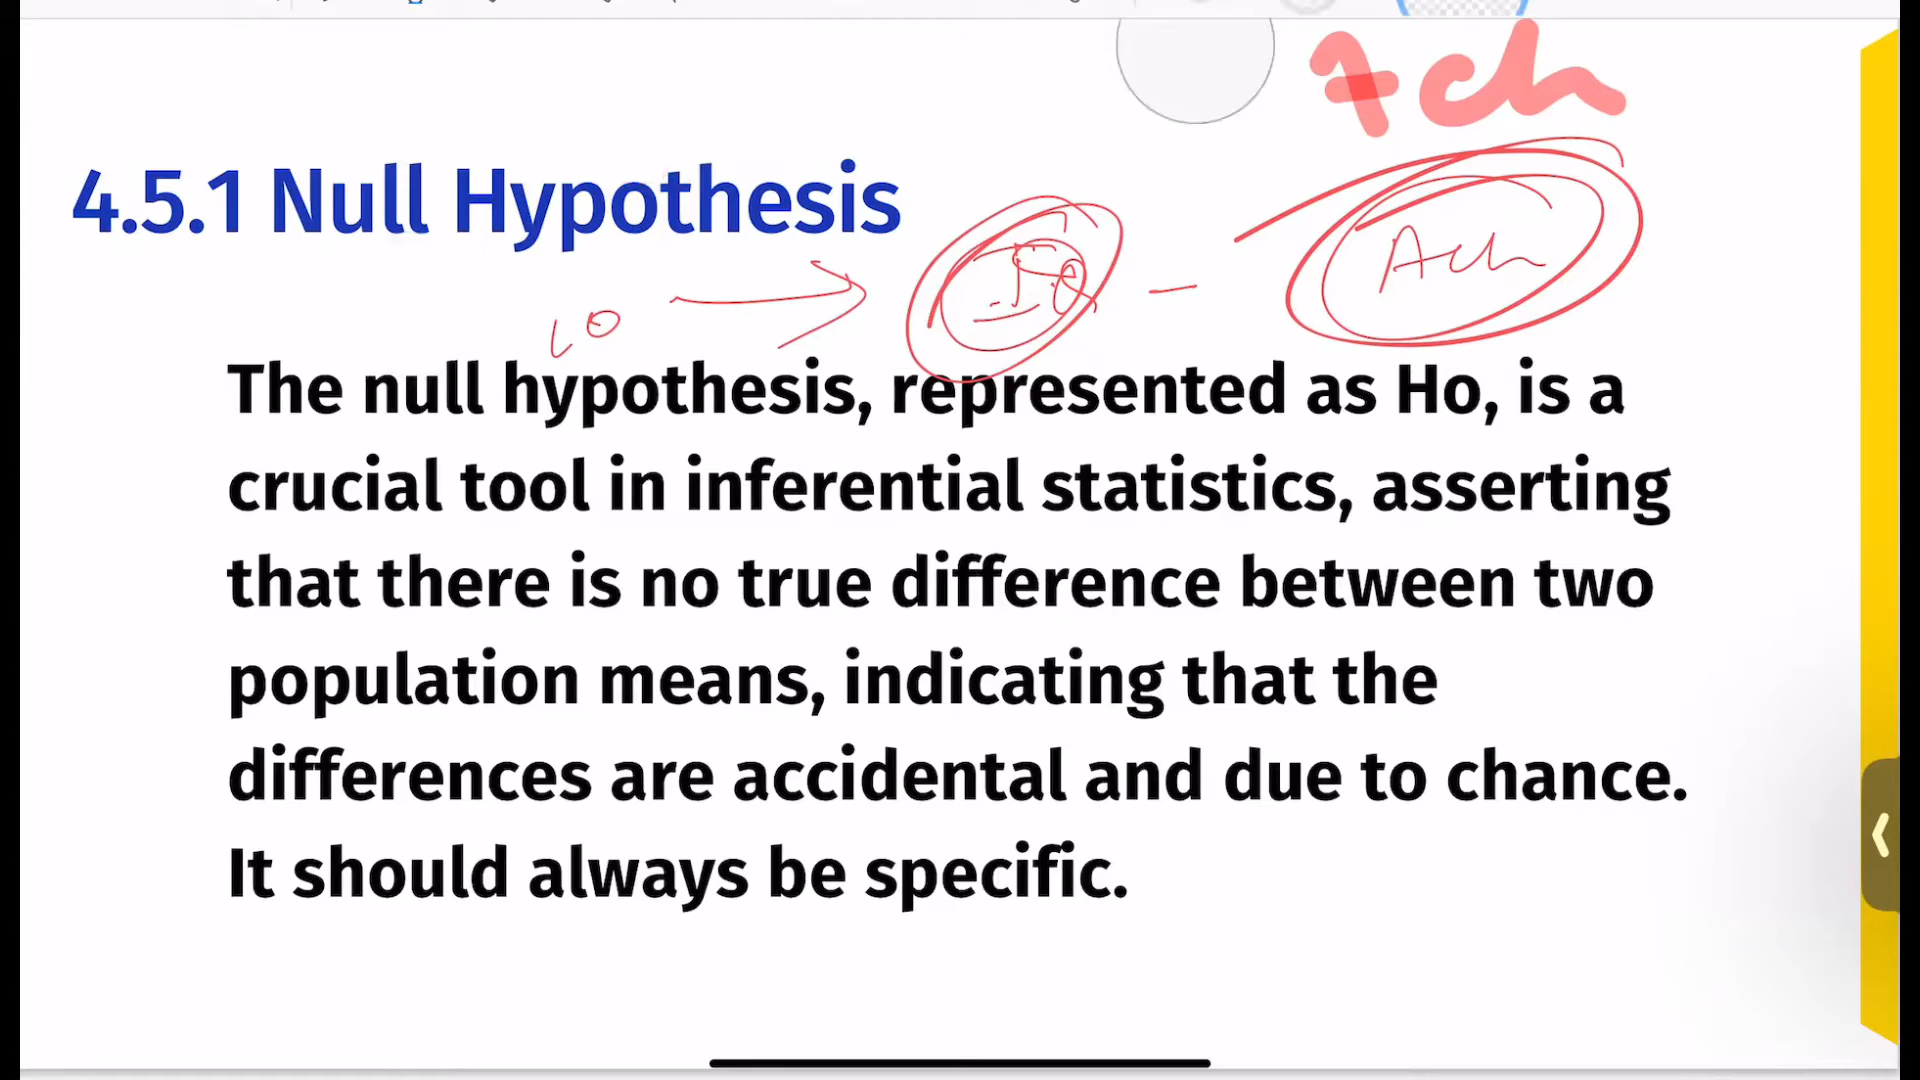 4.5.1 Null Hypothesis
Ach
The null hypothesis, represented as Ho, is a
crucial tool in inferential statistics, asserting
that there is no true difference between two
population means, indicating that the
differences are accidental and due to chance.
It should always be specific.